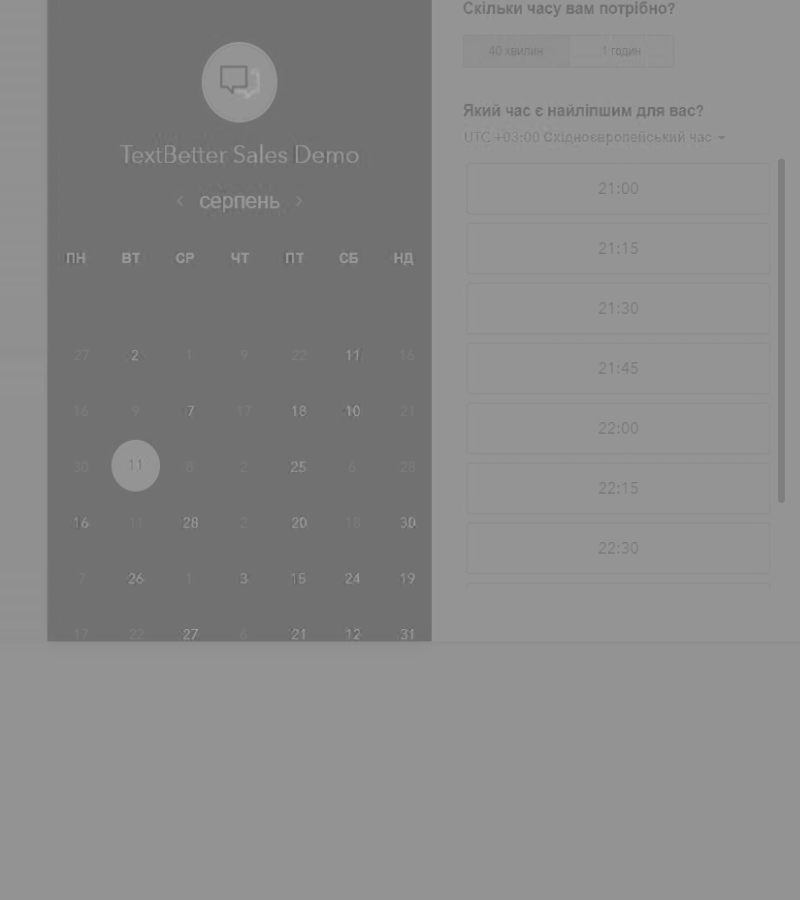 TextBetter Sales Demo
серпень
ПН ВТ СР ЧТ ПТ СБ НД
27 2 1 9 22 11 16
16 9 7 17 18 10 21
30 11 8 2 25 6 28
16 11 28 2 20 18 30
7 26 1 3 15 24 19
17 22 27 6 21 12 31
Скільки часу вам потрібно?
40 хвилин 1 годин
Який час є найліпшим для вас?
UTC +03:00 Східноєвропейський час
21:00
21:15
21:30
21:45
22:00
22:15
22:30